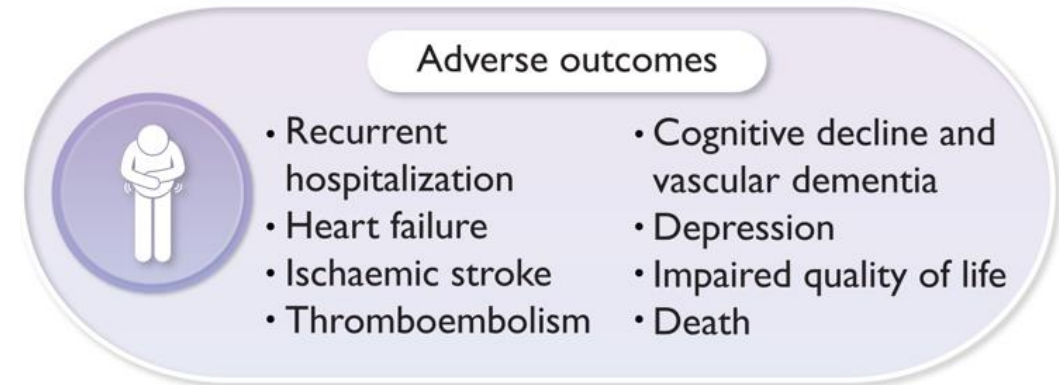 Adverse outcomes
• Recurrent
hospitalization
• Heart failure
• Ischaemic stroke
• Thromboembolism
• Cognitive decline and
vascular dementia
• Depression
• Impaired quality of life
• Death